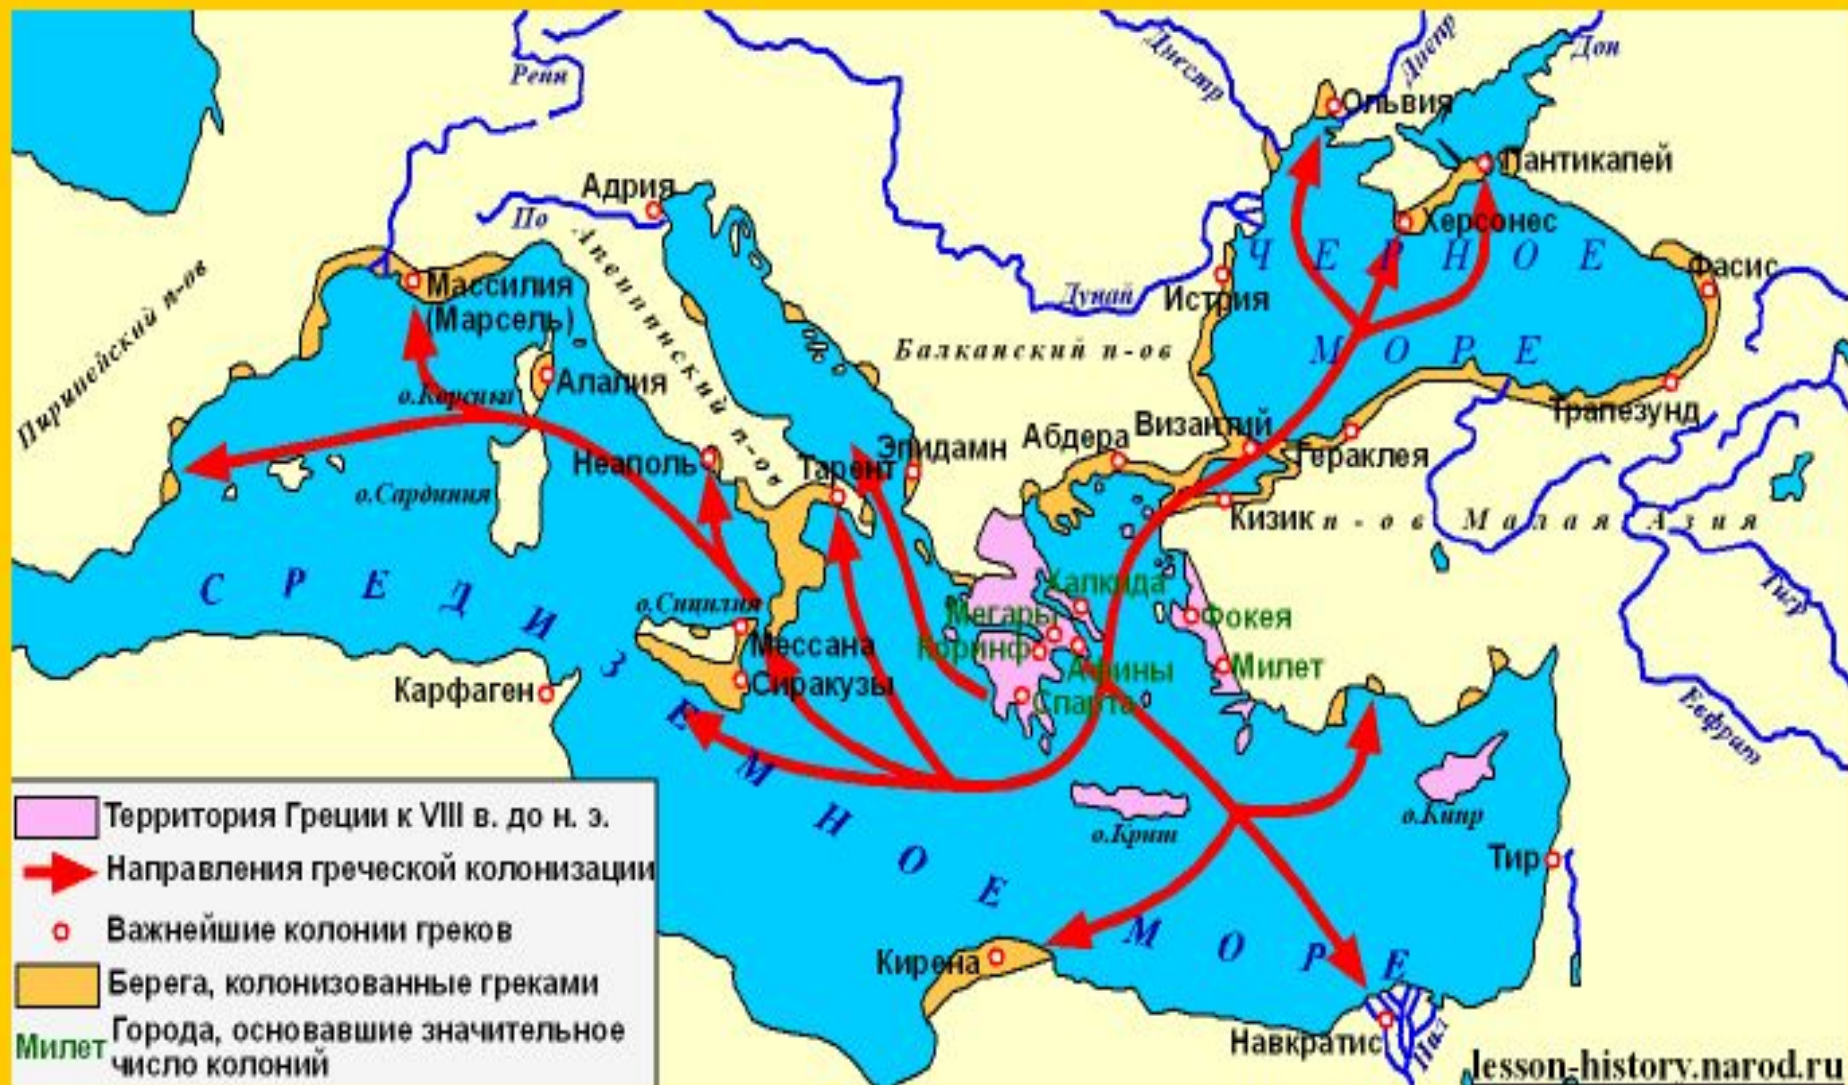 Рейн
Днестр
Днепр
Дон
Ольвия
Пантикапей
Херсонес
Адрия
По
Апеннинский п-ов
Пиринейский п-ов
Массилия
(Марсель)
Дунай
Истрия
ЧЕРНОЕ
МОРЕ
Фасис
Балканский п-ов
о.Корсика
Алалия
Трапезунд
Неаполь
Тарент
Эпидамн
Абдера
Византий
Гераклея
о.Сардиния
Кизик
п-ов Малая Азия
СРЕДИЗЕМНОЕ МОРЕ
Халкида
Мегары
Коринф
Афины
Спарта
Фокея
Милет
Тигр
Евфрат
о.Сицилия
Мессана
Сиракузы
Карфаген
о.Крит
о.Кипр
Тир
Кирена
Навкратис
Нил
Территория Греции к VIII в. до н. э.
Направления греческой колонизации
Важнейшие колонии греков
Берега, колонизованные греками
Милет Города, основавшие значительное
число колоний
lesson-history.narod.ru